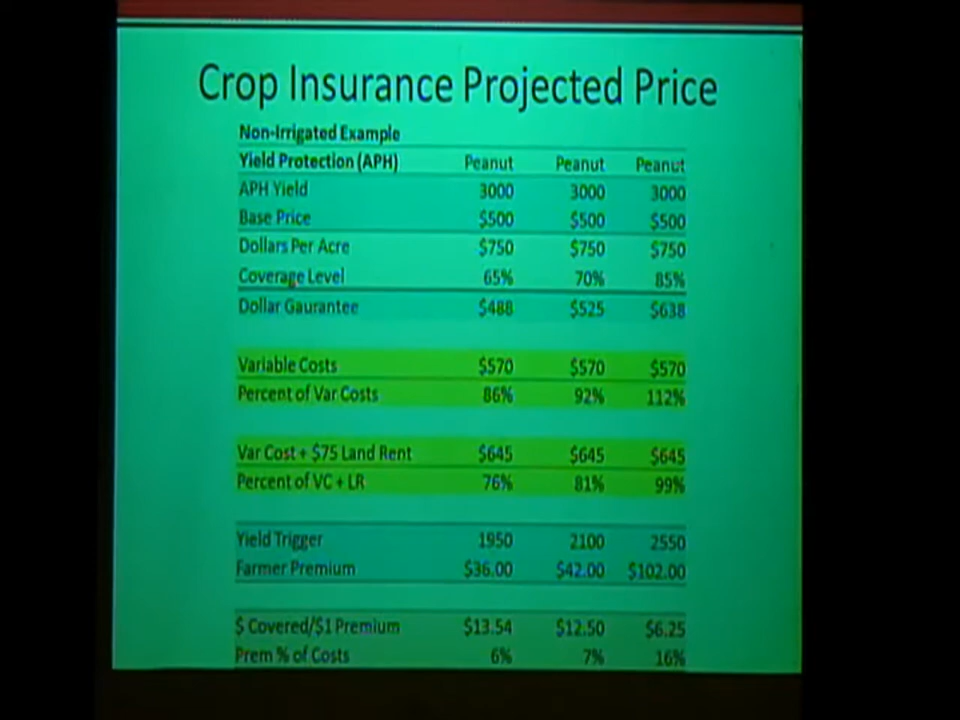 Crop Insurance Projected Price
Non-Irrigated Example
Yield Protection (APH) Peanut Peanut Peanut
APH Yield 3000 3000 3000
Base Price $500 $500 $500
Dollars Per Acre $750 $750 $750
Coverage Level 65% 70% 85%
Dollar Gaurantee $488 $525 $638
Variable Costs $570 $570 $570
Percent of Var Costs 86% 92% 112%
Var Cost + $75 Land Rent $645 $645 $645
Percent of VC + LR 76% 81% 99%
Yield Trigger 1950 2100 2550
Farmer Premium $36.00 $42.00 $102.00
$ Covered/$1 Premium $13.54 $12.50 $6.25
Prem % of Costs 6% 7% 16%